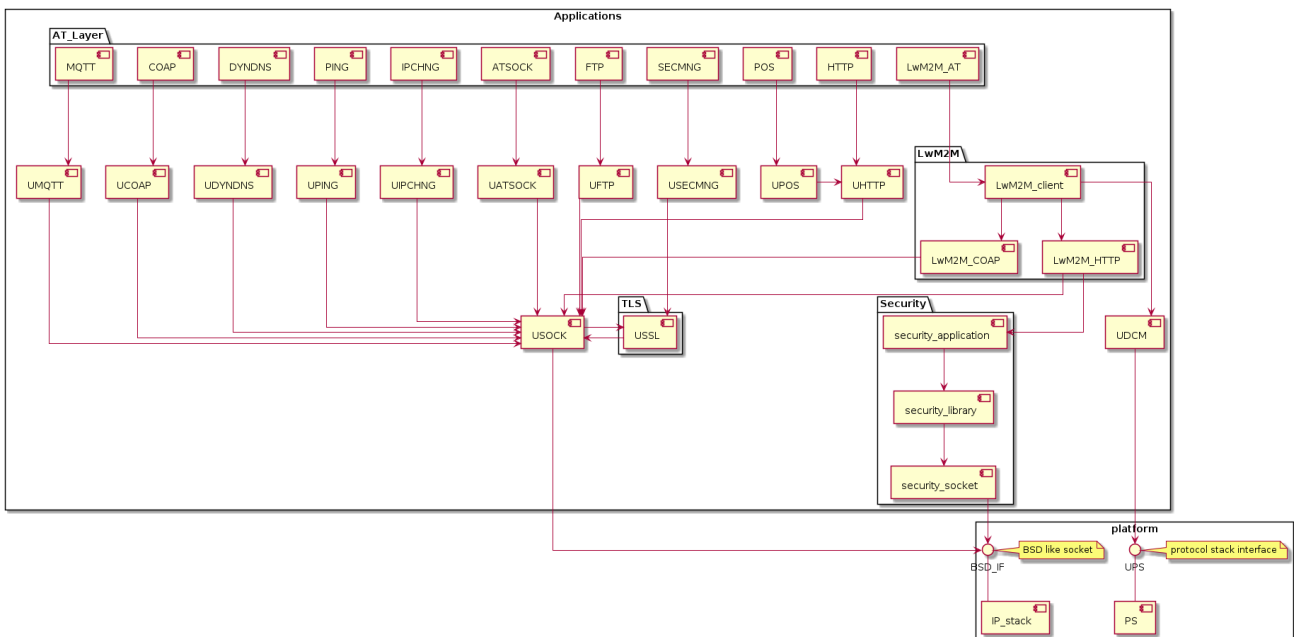 Applications
AT_Layer
MQTT
COAP
DYNDNS
PING
IPCHNG
ATSOCK
FTP
SECMNG
POS
HTTP
LwM2M_AT
LwM2M
UMQTT
UCOAP
UDYNDNS
UPING
UIPCHNG
UATSOCK
UFTP
USECMNG
UPOS
UHTTP
LwM2M_client
LwM2M_COAP
LwM2M_HTTP
TLS
Security
USOCK
USSL
security_application
UDCM
security_library
security_socket
platform
BSD like socket
protocol stack interface
BSD_IF
UPS
IP_stack
PS